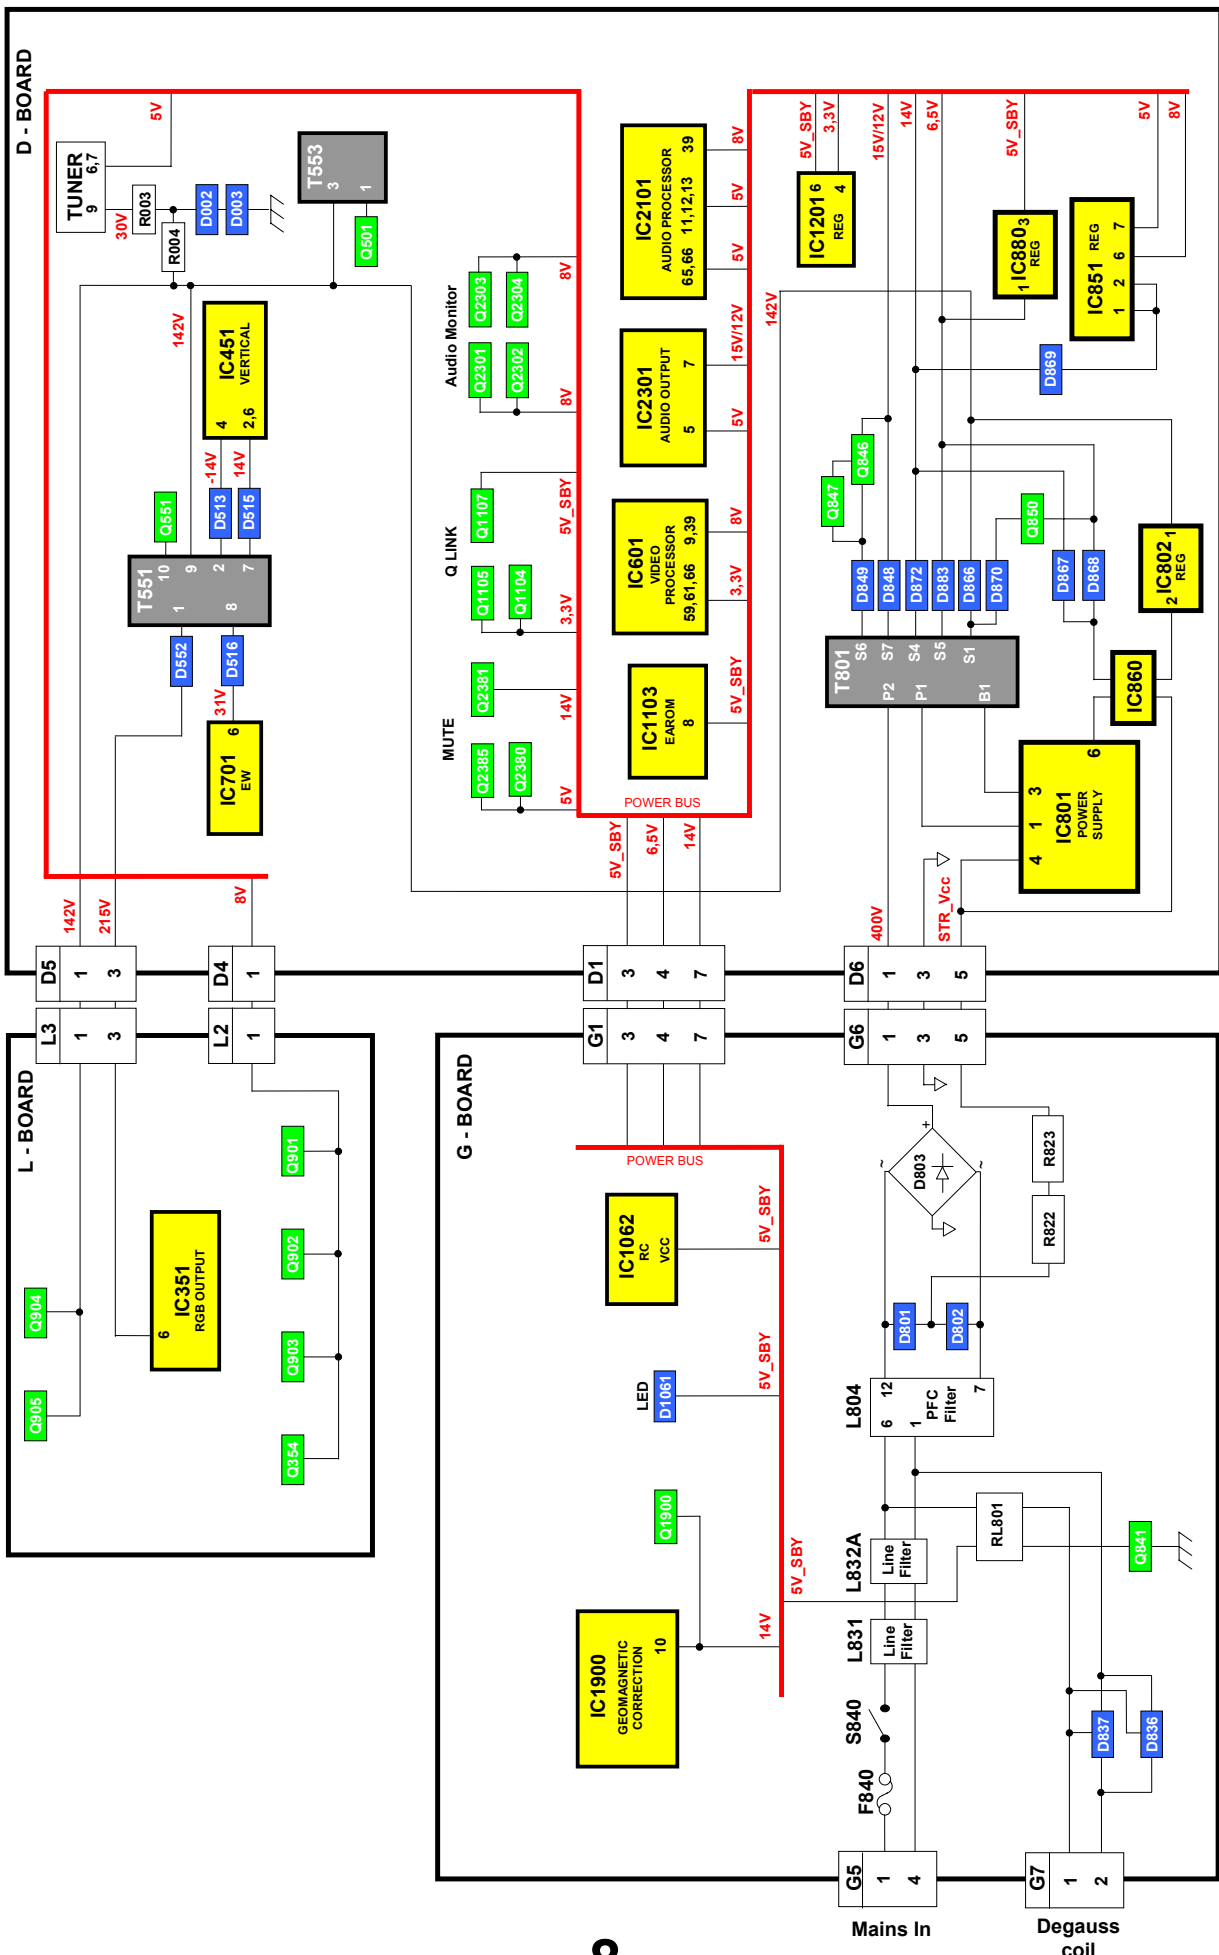 D - BOARD
TUNER
9
6,7
5V
30V
R003
R004
D002
D003
T553
3
1
Q501
142V
IC451
VERTICAL
4
2,6
-14V
14V
D513
D515
Q551
T551
10
9
2
7
1
8
D552
D516
31V
IC701
EW
6
142V
215V
8V
Audio Monitor
Q2303
Q2304
8V
Q2301
Q2302
8V
Q LINK
Q1107
5V_SBY
Q1105
Q1104
3,3V
MUTE
Q2381
14V
Q2385
Q2380
5V
IC2101
AUDIO PROCESSOR
65,66
11,12,13
39
8V
5V
5V
IC2301
AUDIO OUTPUT
5
7
15V/12V
5V
IC601
VIDEO
PROCESSOR
59,61,66
9,39
8V
3,3V
IC1103
EAROM
8
5V_SBY
POWER BUS
5V_SBY
6,5V
14V
142V
5V_SBY
3,3V
15V/12V
14V
6,5V
5V_SBY
5V
8V
IC1201
REG
6
4
IC880
REG
1
3
IC851
REG
1
2
6
7
D869
Q847
Q846
Q850
D849
D848
D872
D883
D866
D870
D867
D868
T801
S6
S7
S4
S5
S1
P2
P1
B1
IC802
REG
2
1
IC860
IC801
POWER
SUPPLY
4
1
3
6
400V
STR_Vcc
D5
1
3
D4
1
D1
3
4
7
D6
1
3
5
L3
1
3
L2
1
G1
3
4
7
G6
1
3
5
L - BOARD
Q904
Q905
IC351
RGB OUTPUT
6
Q901
Q902
Q903
Q354
G - BOARD
POWER BUS
IC1062
RC
VCC
5V_SBY
LED
D1061
5V_SBY
Q1900
IC1900
GEOMAGNETIC
CORRECTION
10
14V
5V_SBY
D803
+
~
~
R823
R822
D801
D802
L804
PFC
Filter
6
12
1
7
L832A
Line
Filter
L831
Line
Filter
RL801
Q841
S840
F840
D837
D836
G5
1
4
Mains In
G7
1
2
Degauss
coil